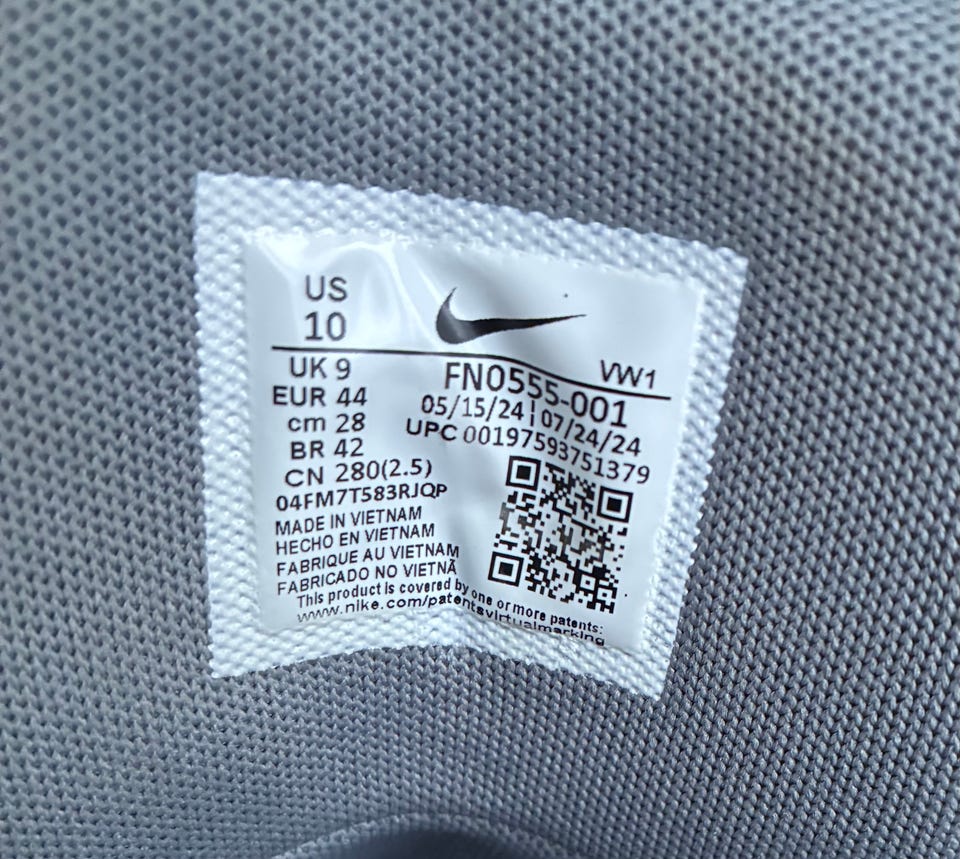 US
10
UK 9
EUR 44
cm 28
BR 42
CN 280(2.5)
04FM7T583RJQP
MADE IN VIETNAM
HECHO EN VIETNAM
FABRIQUE AU VIETNAM
FABRICADO NO VIETNÃ
VW1
FN0555-001
05/15/24 | 07/24/24
UPC 00197593751379
This product is covered by one or more patents:
www.nike.com/patentsvirtualmarking